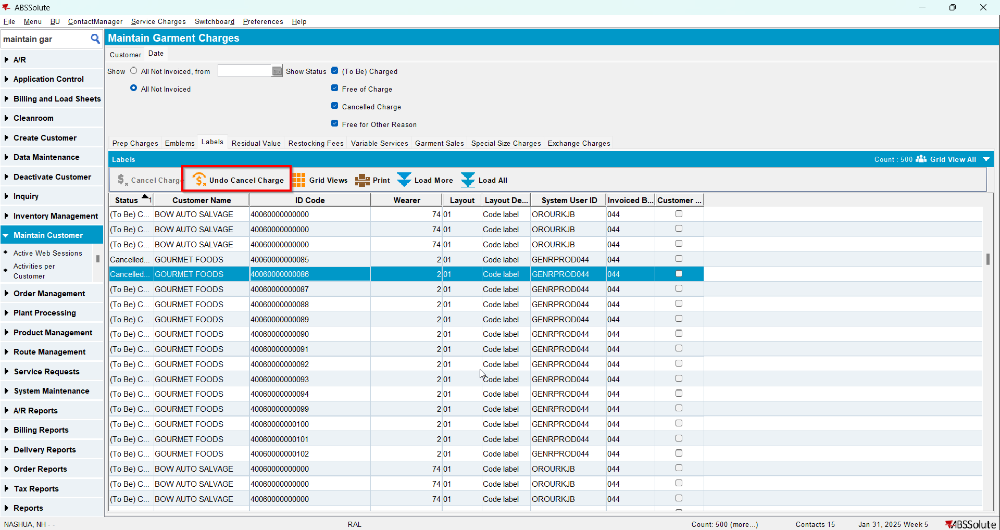 ABSSolute
File Menu BU ContactManager Service Charges Switchboard Preferences Help
maintain gar
Maintain Garment Charges
Customer Date
Show All Not Invoiced, from 15 Show Status (To Be) Charged
All Not Invoiced Free of Charge
Cancelled Charge
Free for Other Reason
Prep Charges Emblems Labels Residual Value Restocking Fees Variable Services Garment Sales Special Size Charges Exchange Charges
Labels Count : 500 Grid View All
Cancel Charge Undo Cancel Charge Grid Views Print Load More Load All
Status 1 Customer Name ID Code Wearer Layout Layout De... System User ID Invoiced B... Customer ...
(To Be) C... BOW AUTO SALVAGE 40060000000000 74 01 Code label OROURKJB 044
(To Be) C... BOW AUTO SALVAGE 40060000000000 74 01 Code label OROURKJB 044
(To Be) C... BOW AUTO SALVAGE 40060000000000 74 01 Code label OROURKJB 044
Cancelled... GOURMET FOODS 40060000000085 2 01 Code label GENRPROD044 044
Cancelled... GOURMET FOODS 40060000000086 2 01 Code label GENRPROD044 044
(To Be) C... GOURMET FOODS 40060000000087 2 01 Code label GENRPROD044 044
(To Be) C... GOURMET FOODS 40060000000088 2 01 Code label GENRPROD044 044
(To Be) C... GOURMET FOODS 40060000000089 2 01 Code label GENRPROD044 044
(To Be) C... GOURMET FOODS 40060000000090 2 01 Code label GENRPROD044 044
(To Be) C... GOURMET FOODS 40060000000091 2 01 Code label GENRPROD044 044
(To Be) C... GOURMET FOODS 40060000000092 2 01 Code label GENRPROD044 044
(To Be) C... GOURMET FOODS 40060000000093 2 01 Code label GENRPROD044 044
(To Be) C... GOURMET FOODS 40060000000094 2 01 Code label GENRPROD044 044
(To Be) C... GOURMET FOODS 40060000000099 2 01 Code label GENRPROD044 044
(To Be) C... GOURMET FOODS 40060000000100 2 01 Code label GENRPROD044 044
(To Be) C... GOURMET FOODS 40060000000101 2 01 Code label GENRPROD044 044
(To Be) C... GOURMET FOODS 40060000000102 2 01 Code label GENRPROD044 044
(To Be) C... BOW AUTO SALVAGE 40060000000000 74 01 Code label OROURKJB 044
(To Be) C... BOW AUTO SALVAGE 40060000000000 74 01 Code label OROURKJB 044
(To Be) C... BOW AUTO SALVAGE 40060000000000 74 01 Code label OROURKJB 044
A/R
Application Control
Billing and Load Sheets
Cleanroom
Create Customer
Data Maintenance
Deactivate Customer
Inquiry
Inventory Management
Maintain Customer
Active Web Sessions
Activities per
Customer
Order Management
Plant Processing
Product Management
Route Management
Service Requests
System Maintenance
A/R Reports
Billing Reports
Delivery Reports
Order Reports
Tax Reports
Reports
NASHUA, NH - - RAL Count: 500 (more...) Contacts 15 Jan 31, 2025 Week 5 ABSSolute